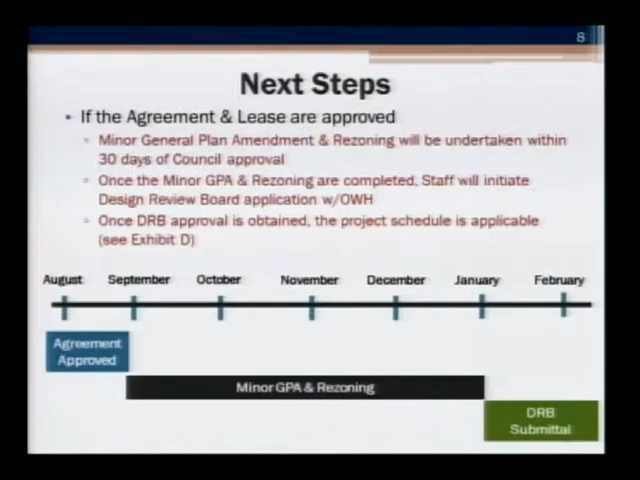 8
Next Steps
If the Agreement & Lease are approved
Minor General Plan Amendment & Rezoning will be undertaken within
30 days of Council approval
Once the Minor GPA & Rezoning are completed, Staff will initiate
Design Review Board application w/OWH
Once DRB approval is obtained, the project schedule is applicable
(see Exhibit D)
August September October November December January February
Agreement
Approved
Minor GPA & Rezoning
DRB
Submittal